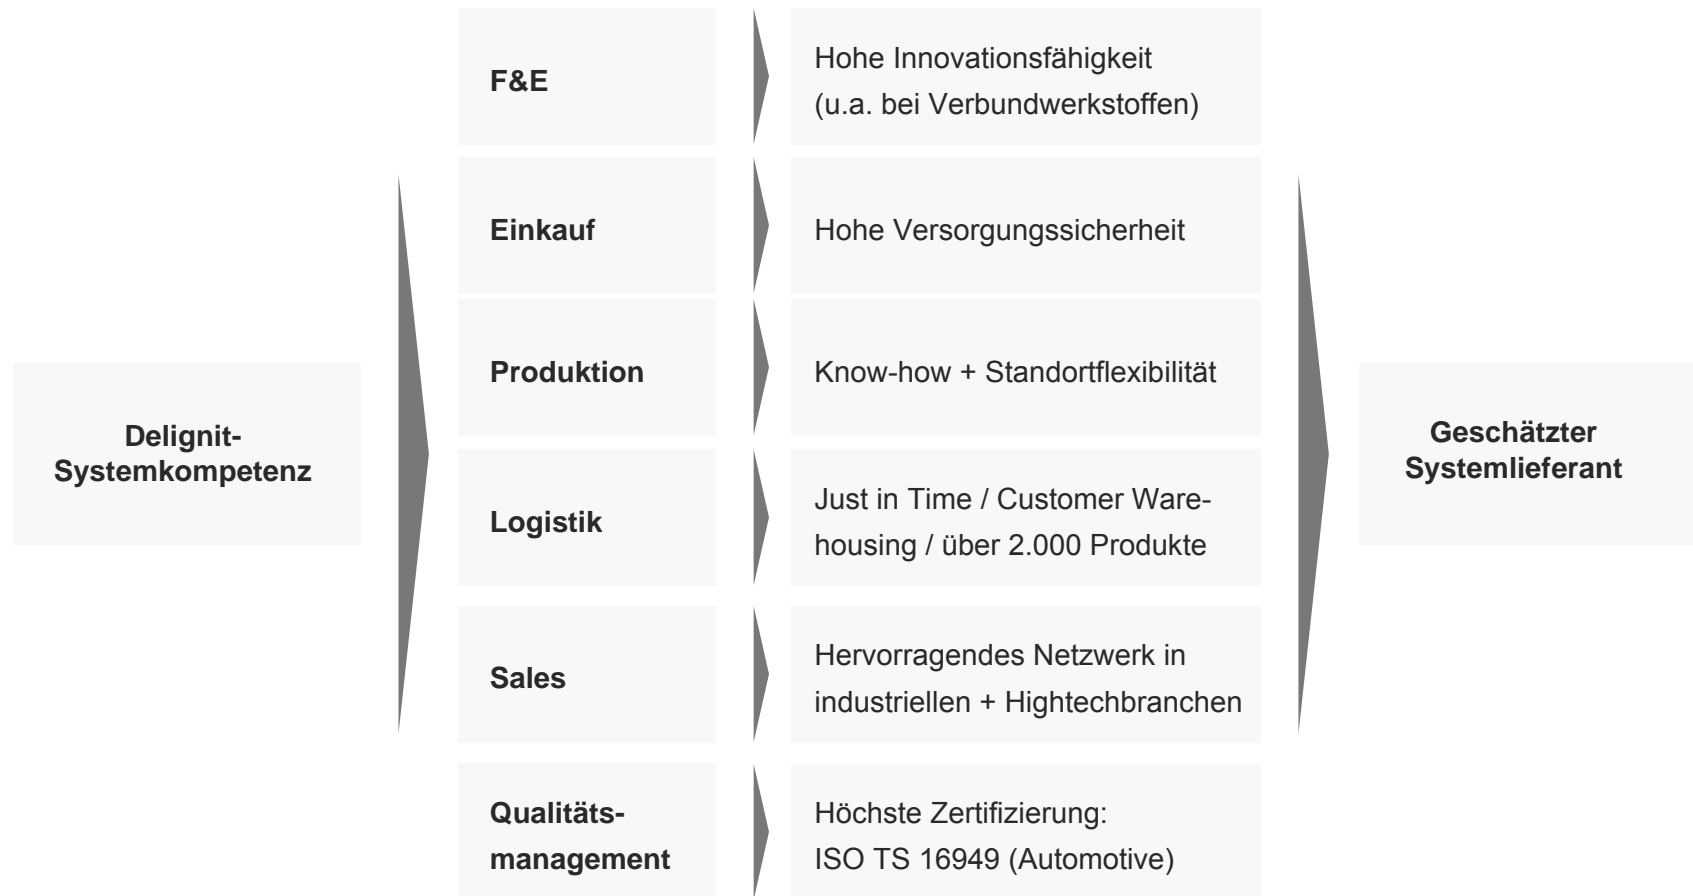 Delignit-
Systemkompetenz
F&E
Hohe Innovationsfähigkeit
(u.a. bei Verbundwerkstoffen)
Einkauf
Hohe Versorgungssicherheit
Produktion
Know-how + Standortflexibilität
Logistik
Just in Time / Customer Ware-
housing / über 2.000 Produkte
Sales
Hervorragendes Netzwerk in
industriellen + Hightechbranchen
Qualitäts-
management
Höchste Zertifizierung:
ISO TS 16949 (Automotive)
Geschätzter
Systemlieferant